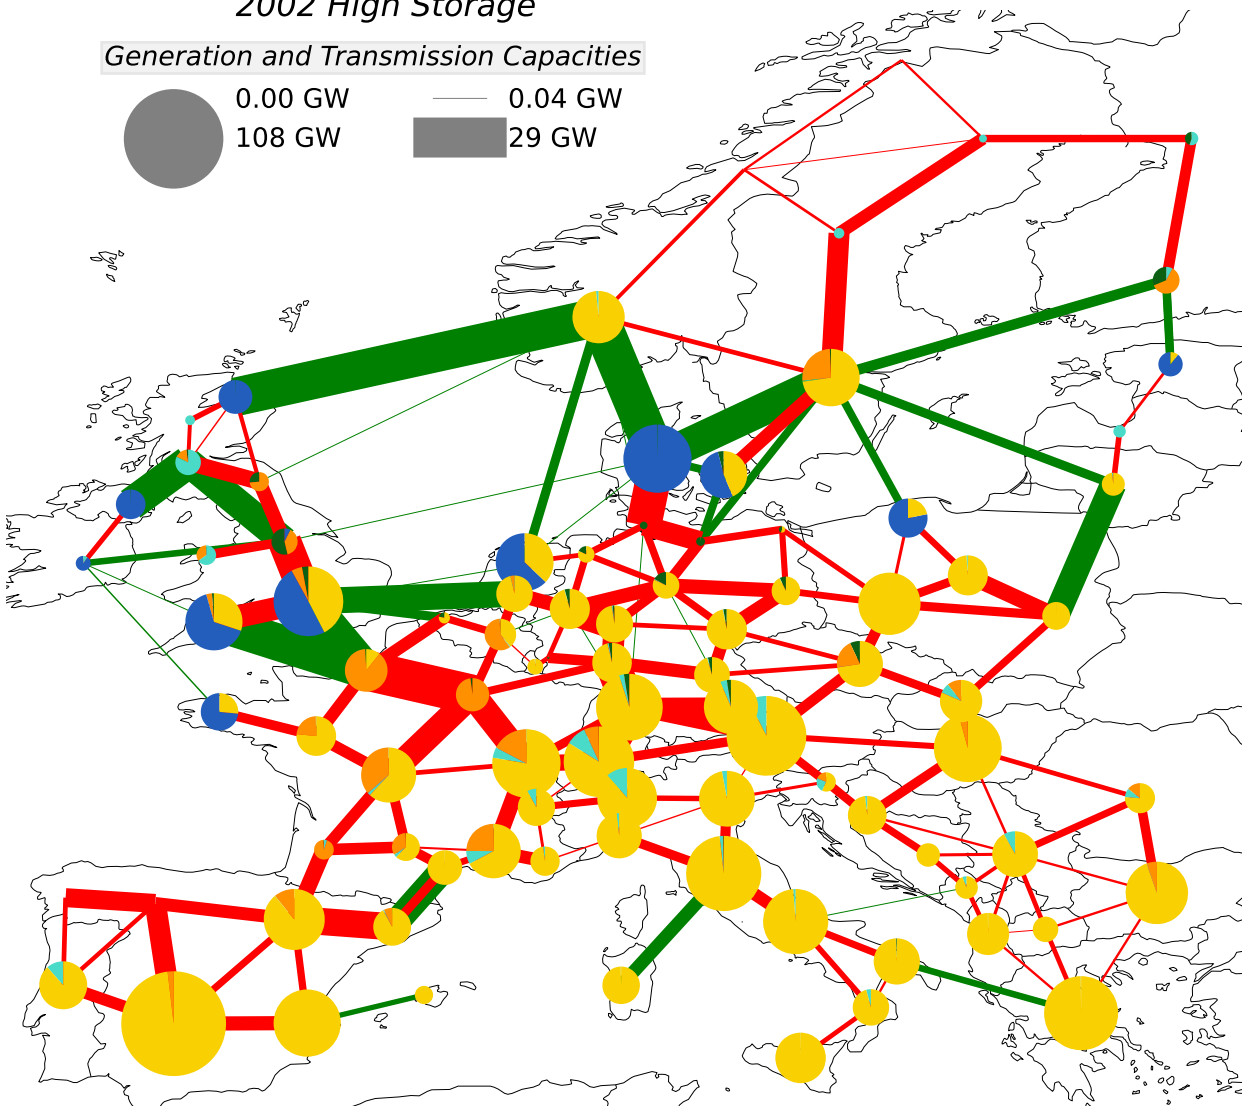 2002 High Storage
Generation and Transmission Capacities
0.00 GW 0.04 GW
108 GW 29 GW